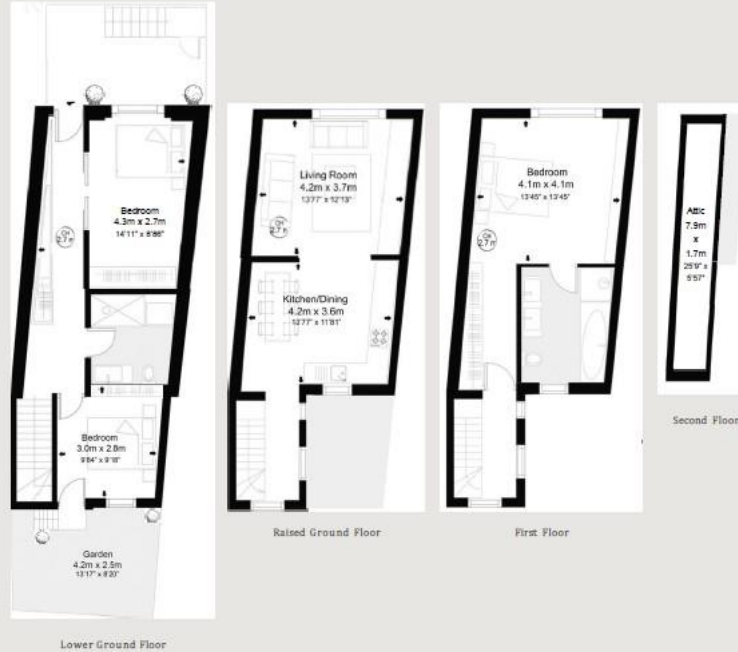 Bedroom
4.3m x 2.7m
14'11" x 8'86"
CH
2.7 m
Bedroom
3.0m x 2.8m
9'84" x 9'18"
Garden
4.2m x 2.5m
13'17" x 8'20"
Lower Ground Floor
Living Room
4.2m x 3.7m
13'77" x 12'13"
CH
2.7 m
Kitchen/Dining
4.2m x 3.6m
13'77" x 11'81"
Raised Ground Floor
Bedroom
4.1m x 4.1m
13'45" x 13'45"
CH
2.7 m
First Floor
Attic
7.9m
x
1.7m
25'9" x
5'57"
Second Floor